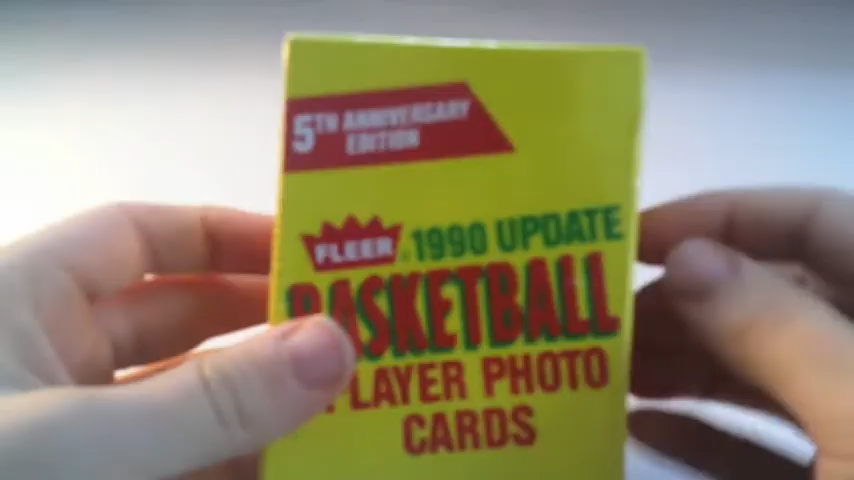 5TH ANNIVERSARY
EDITION
FLEER 1990 UPDATE
BASKETBALL
PLAYER PHOTO
CARDS